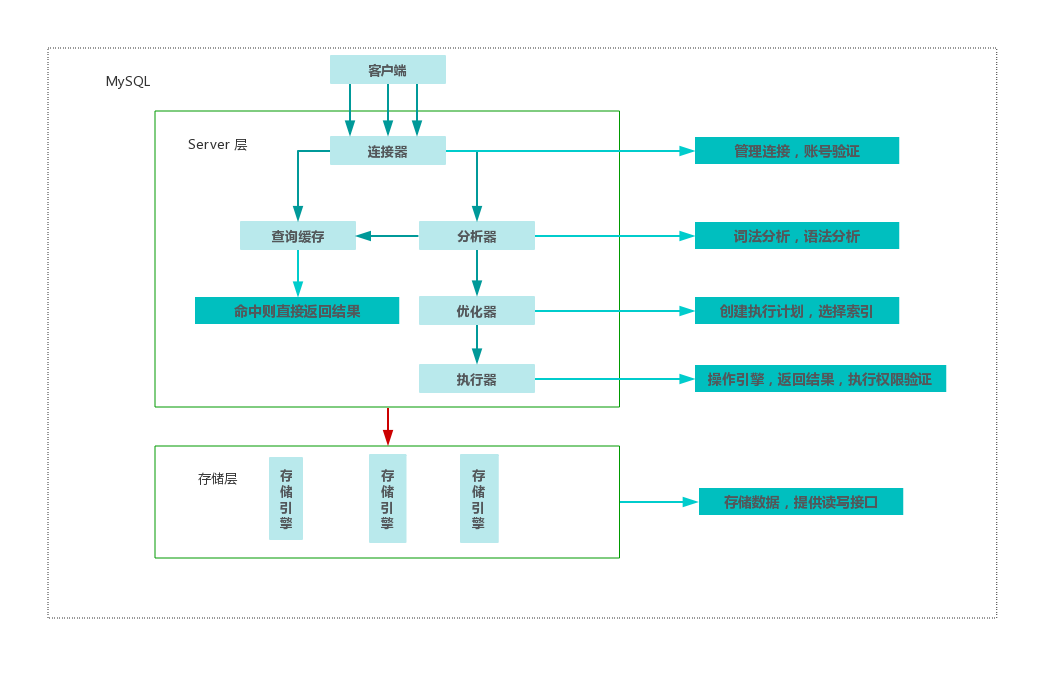 客户端
MySQL
Server 层
连接器
管理连接，账号验证
查询缓存
分析器
词法分析，语法分析
命中则直接返回结果
优化器
创建执行计划，选择索引
执行器
操作引擎，返回结果，执行权限验证
存储层
存储引擎
存储引擎
存储引擎
存储数据，提供读写接口